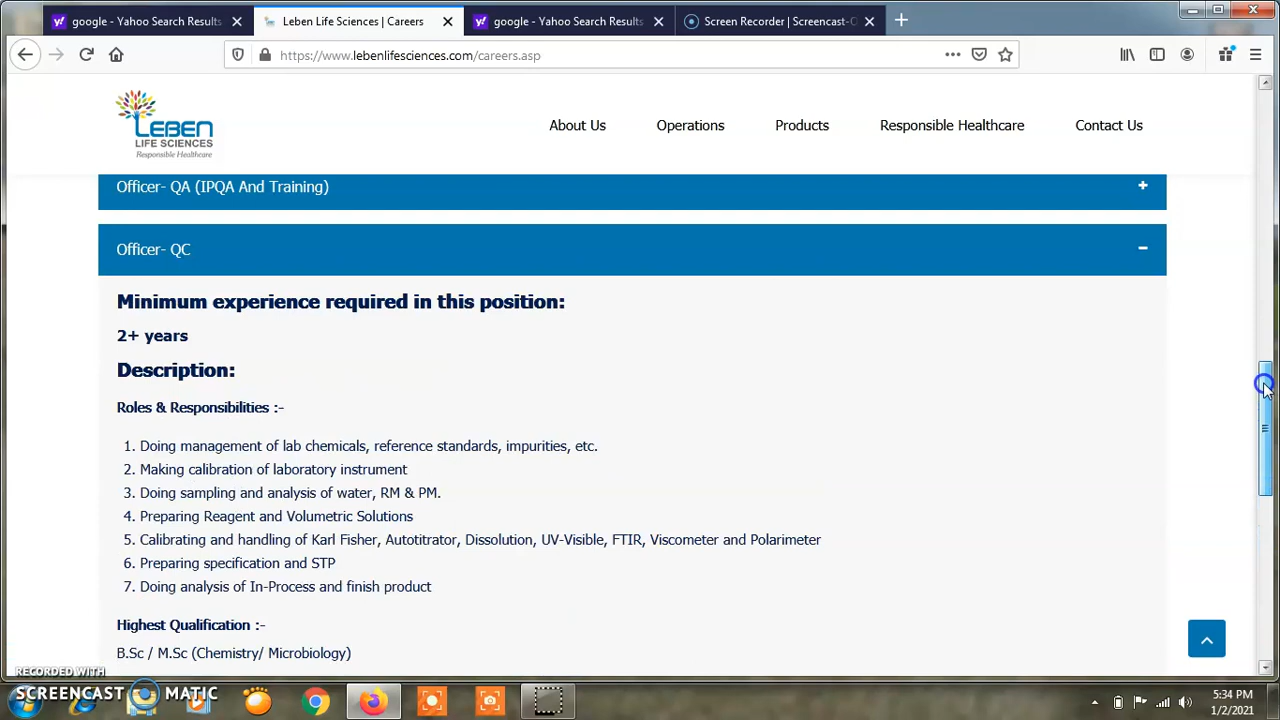 google - Yahoo Search Results
Leben Life Sciences | Careers
google - Yahoo Search Results
Screen Recorder | Screencast-O
https://www.lebenlifesciences.com/careers.asp
LEBEN
LIFE SCIENCES
Responsible Healthcare
About Us
Operations
Products
Responsible Healthcare
Contact Us
Officer- QA (IPQA And Training)
Officer- QC
Minimum experience required in this position:
2+ years
Description:
Roles & Responsibilities :-
1. Doing management of lab chemicals, reference standards, impurities, etc.
2. Making calibration of laboratory instrument
3. Doing sampling and analysis of water, RM & PM.
4. Preparing Reagent and Volumetric Solutions
5. Calibrating and handling of Karl Fisher, Autotitrator, Dissolution, UV-Visible, FTIR, Viscometer and Polarimeter
6. Preparing specification and STP
7. Doing analysis of In-Process and finish product
Highest Qualification :-
B.Sc / M.Sc (Chemistry/ Microbiology)
RECORDED WITH
SCREENCAST MATIC
5:34 PM
1/2/2021